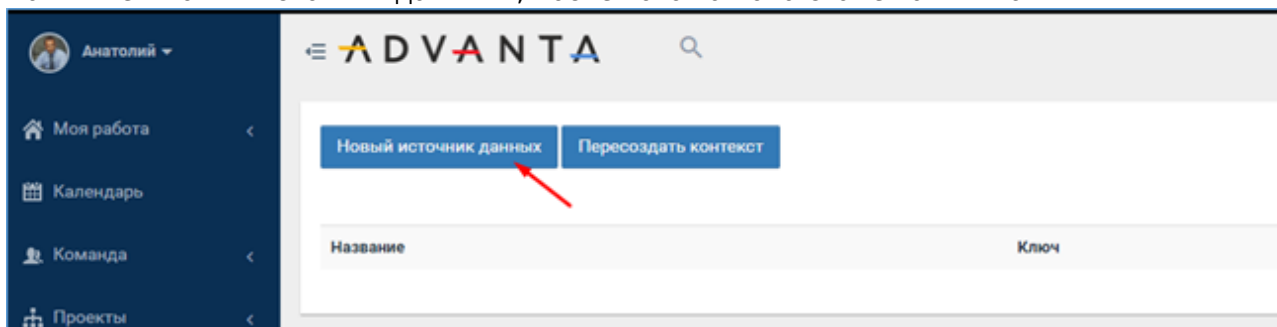 Анатолий
ADVANTA
Моя работа
Новый источник данных
Пересоздать контекст
Календарь
Название
Ключ
Команда
Проекты